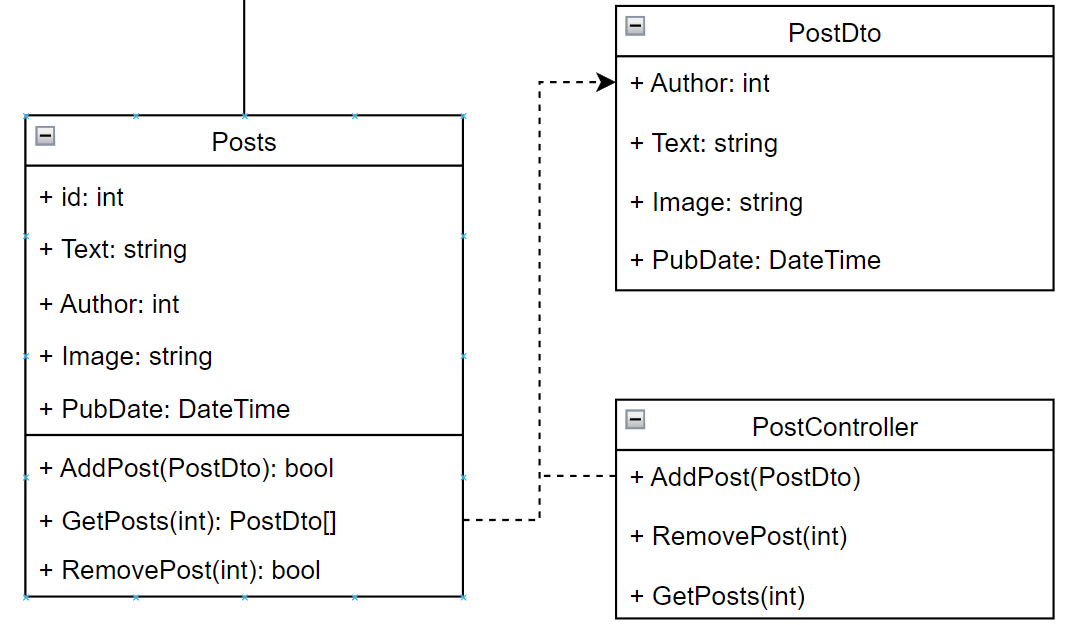 Posts
+ id: int
+ Text: string
+ Author: int
+ Image: string
+ PubDate: DateTime
+ AddPost(PostDto): bool
+ GetPosts(int): PostDto[]
+ RemovePost(int): bool
PostDto
+ Author: int
+ Text: string
+ Image: string
+ PubDate: DateTime
PostController
+ AddPost(PostDto)
+ RemovePost(int)
+ GetPosts(int)